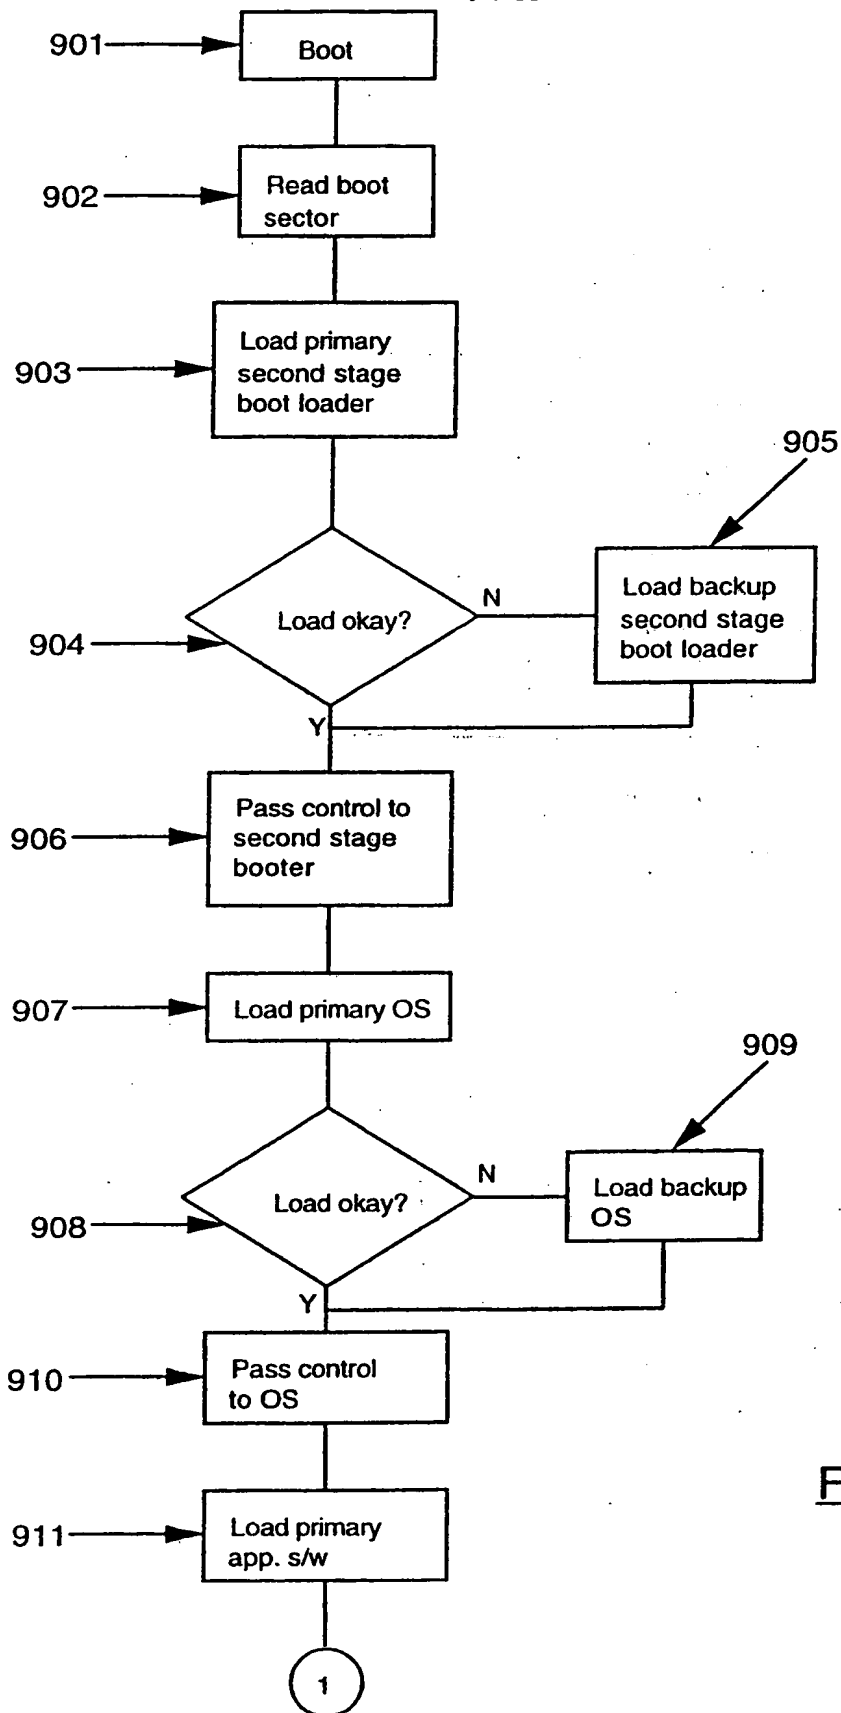 901
Boot
902
Read boot
sector
903
Load primary
second stage
boot loader
905
904
Load okay?
N
Load backup
second stage
boot loader
Y
906
Pass control to
second stage
booter
907
Load primary OS
909
908
Load okay?
N
Load backup
OS
Y
910
Pass control
to OS
911
Load primary
app. s/w
F
1